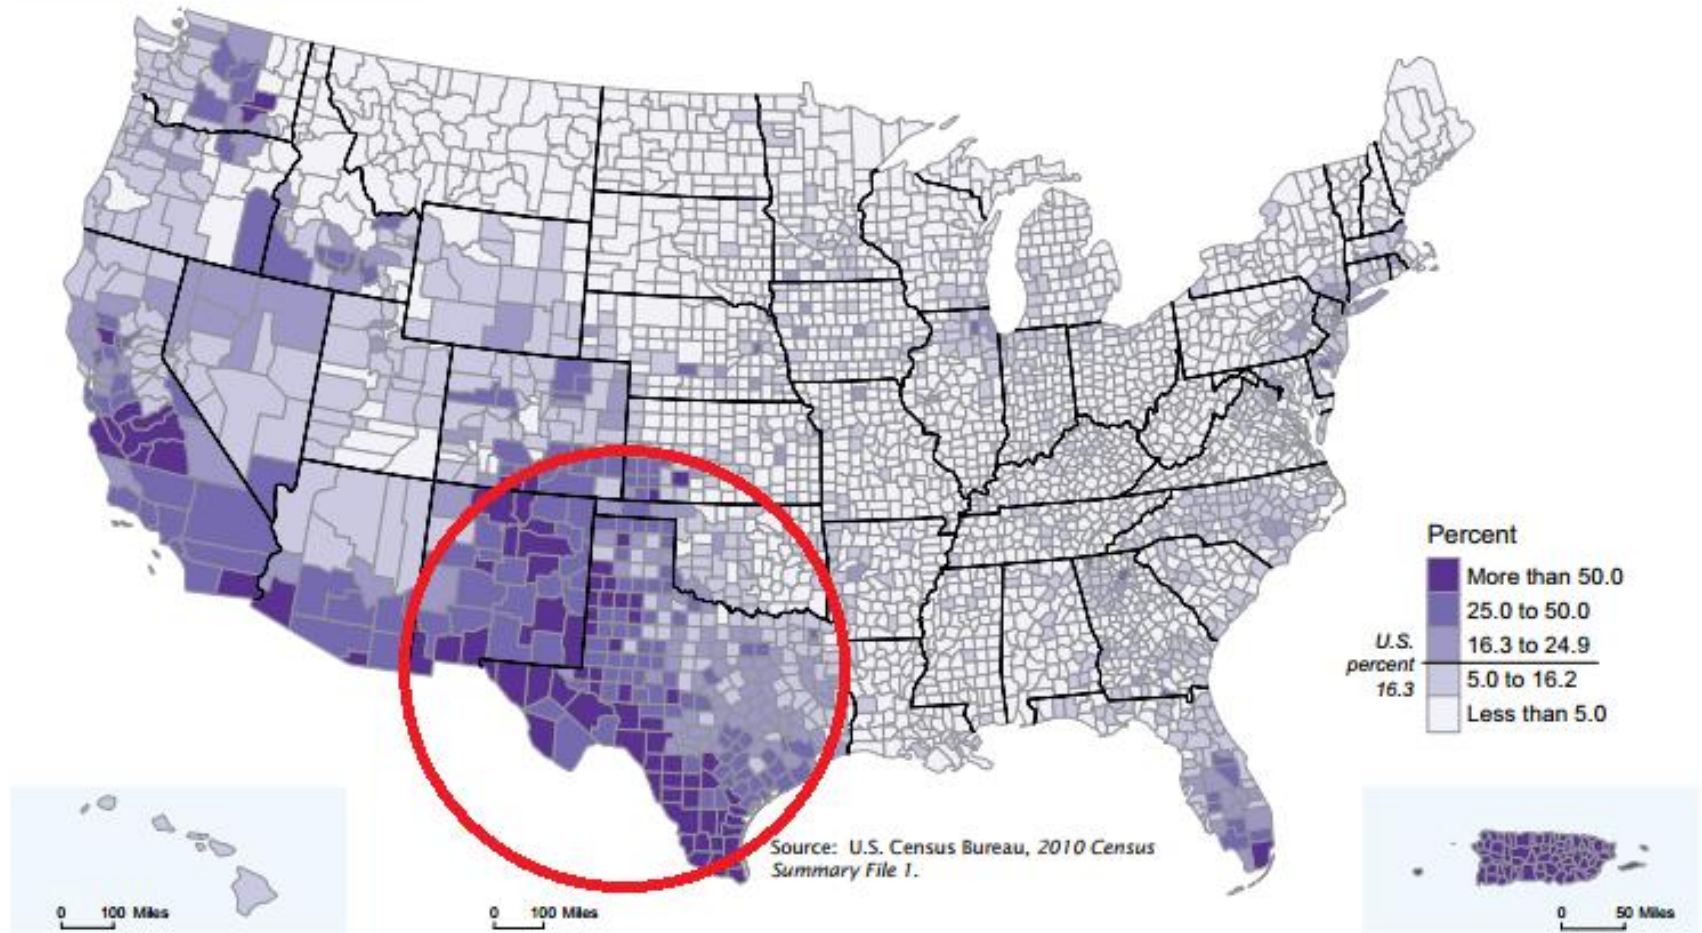 Percent
More than 50.0
25.0 to 50.0
16.3 to 24.9
5.0 to 16.2
Less than 5.0
U.S.
percent
16.3
Source: U.S. Census Bureau, 2010 Census
Summary File 1.
0 100 Miles
0 100 Miles
0 50 Miles